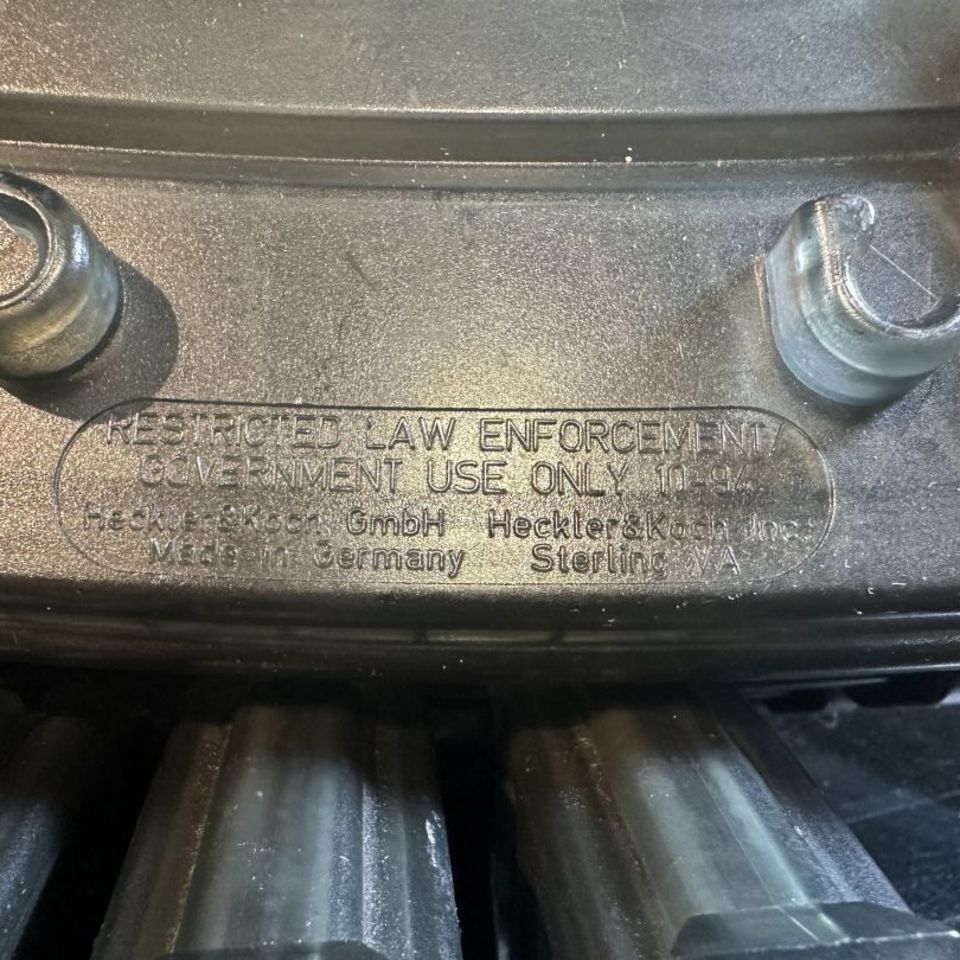 RESTRICTED LAW ENFORCEMENT/
GOVERNMENT USE ONLY 10-94
Heckler&Koch GmbH Heckler&Koch Inc.
Made in Germany Sterling VA